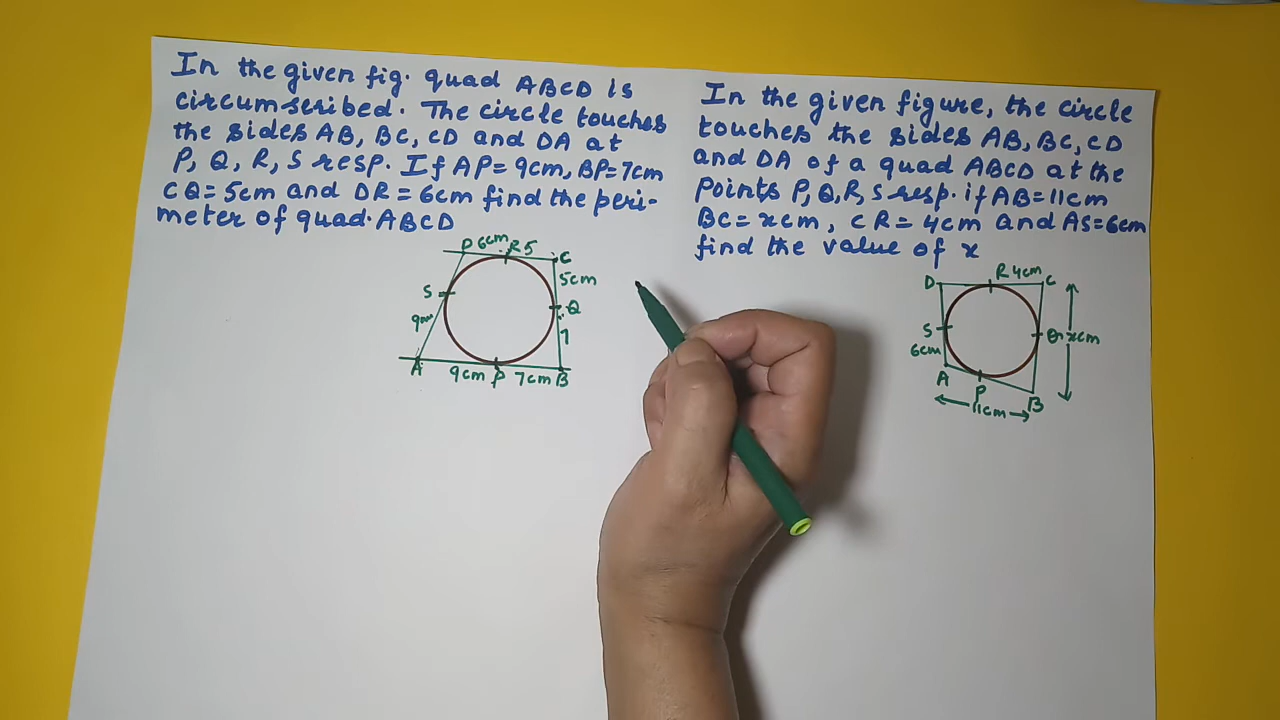 In the given fig. quad ABCD is
circumscribed. The circle touches
the sides AB, BC, CD and DA at
P, Q, R, S resp. If AP = 9cm, BP = 7cm
CQ = 5cm and DR = 6cm find the peri-
meter of quad. ABCD
D 6cm R 5 C
5cm
S
Q
9cm
7
A 9cm P 7cm B
In the given figure, the circle
touches the sides AB, BC, CD
and DA of a quad ABCD at the
points P, Q, R, S resp. if AB = 11cm
BC = xcm, CR = 4cm and AS = 6cm
find the value of x
R 4cm
D C
S
Q xcm
6cm
A
P
B
11cm